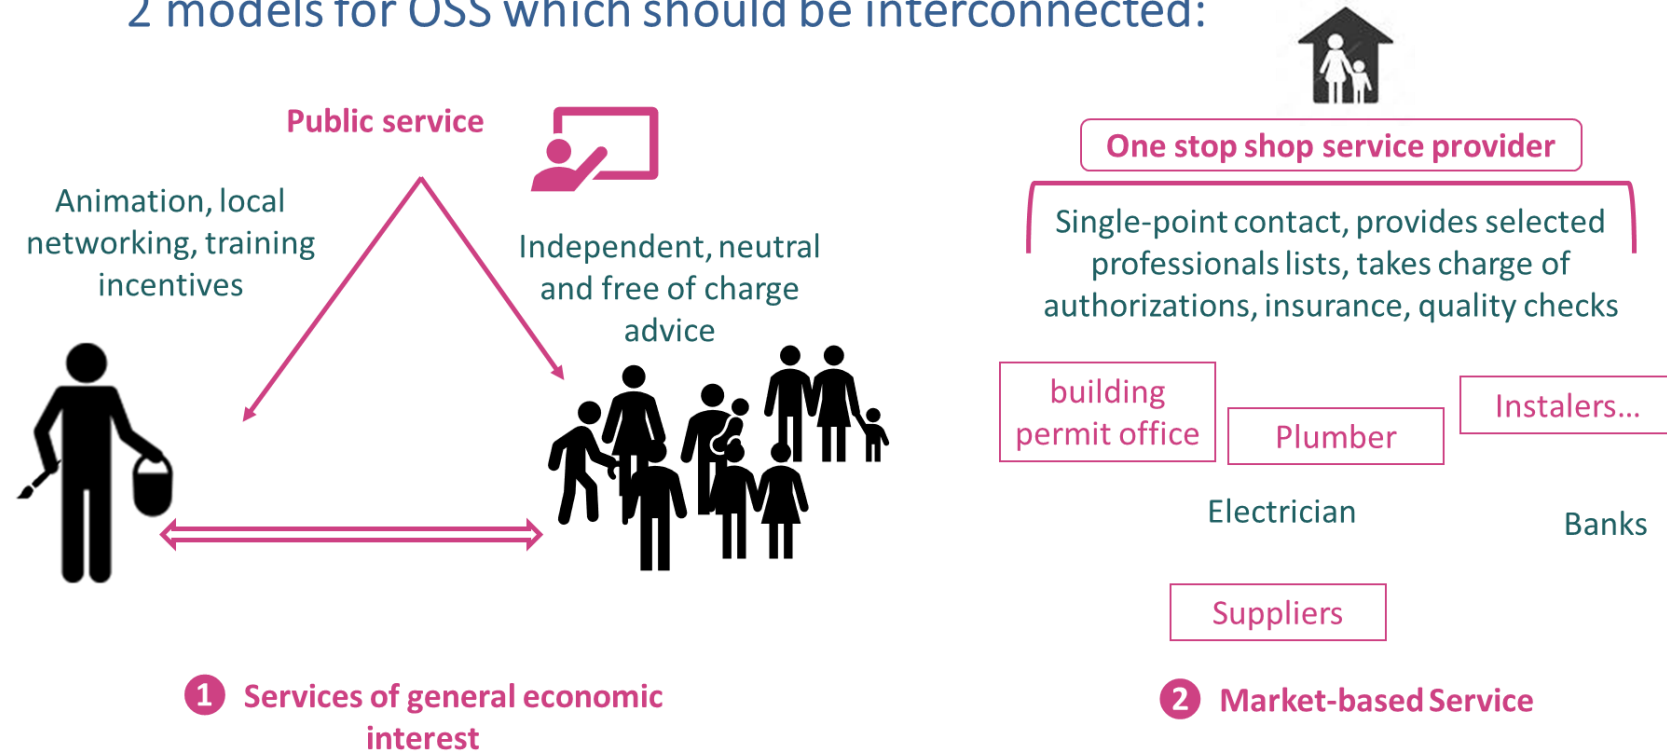 2 models for OSS which should be interconnected:
Public service
Animation, local
networking, training
incentives
Independent, neutral
and free of charge
advice
1 Services of general economic
interest
One stop shop service provider
Single-point contact, provides selected
professionals lists, takes charge of
authorizations, insurance, quality checks
building
permit office
Plumber
Instalers...
Electrician
Banks
Suppliers
2 Market-based Service